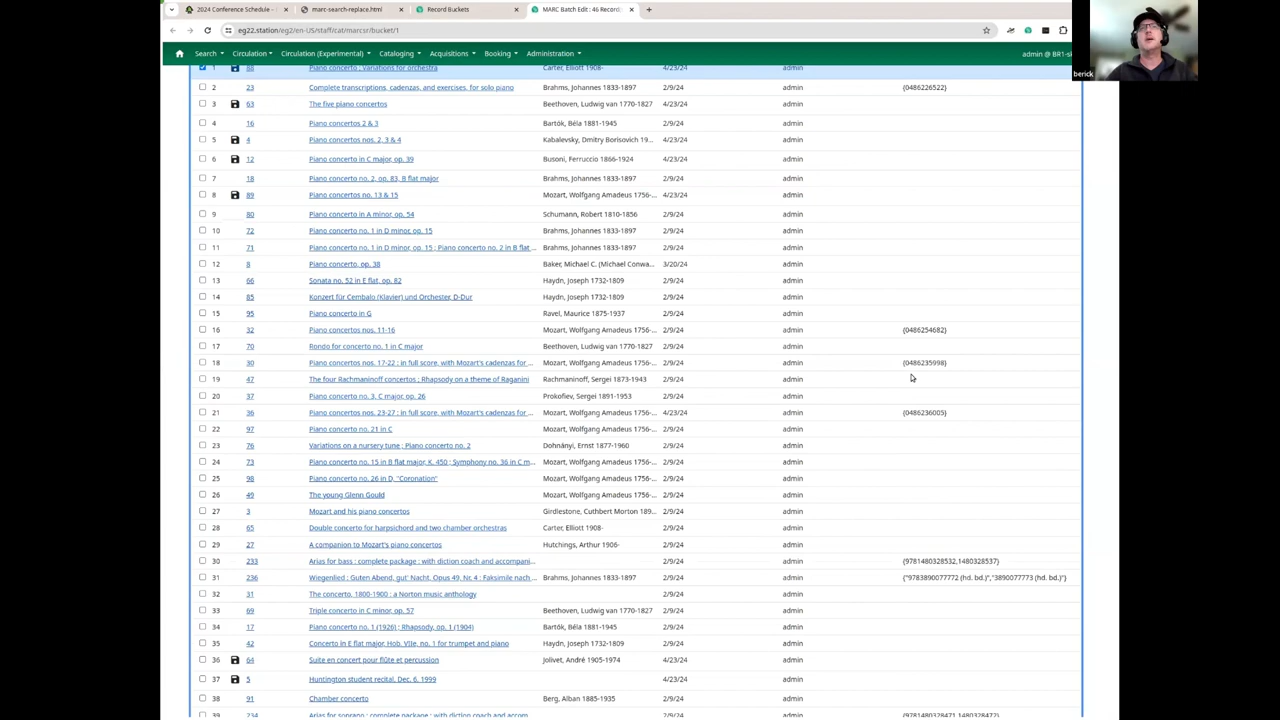 2024 Conference Schedule -
marc-search-replace.html
Record Buckets
MARC Batch Edit : 46 Record
eg22.station/eg2/en-US/staff/cat/marcsr/bucket/1
Search Circulation Circulation (Experimental) Cataloging Acquisitions Booking Administration admin @ BR1-sk
berick
1 88 Piano concerto ; Variations for orchestra Carter, Elliott 1908- 4/23/24 admin
2 23 Complete transcriptions, cadenzas, and exercises, for solo piano Brahms, Johannes 1833-1897 2/9/24 admin {0486226522}
3 63 The five piano concertos Beethoven, Ludwig van 1770-1827 4/23/24 admin
4 16 Piano concertos 2 & 3 Bartók, Béla 1881-1945 2/9/24 admin
5 4 Piano concertos nos. 2, 3 & 4 Kabalevsky, Dmitry Borisovich 19... 4/23/24 admin
6 12 Piano concerto in C major, op. 39 Busoni, Ferruccio 1866-1924 4/23/24 admin
7 18 Piano concerto no. 2, op. 83, B flat major Brahms, Johannes 1833-1897 2/9/24 admin
8 89 Piano concertos no. 13 & 15 Mozart, Wolfgang Amadeus 1756-... 4/23/24 admin
9 80 Piano concerto in A minor, op. 54 Schumann, Robert 1810-1856 2/9/24 admin
10 72 Piano concerto no. 1 in D minor, op. 15 Brahms, Johannes 1833-1897 2/9/24 admin
11 71 Piano concerto no. 1 in D minor, op. 15 ; Piano concerto no. 2 in B flat ... Brahms, Johannes 1833-1897 2/9/24 admin
12 8 Piano concerto, op. 38 Baker, Michael C. (Michael Conwa... 3/20/24 admin
13 66 Sonata no. 52 in E flat, op. 82 Haydn, Joseph 1732-1809 2/9/24 admin
14 85 Konzert für Cembalo (Klavier) und Orchester, D-Dur Haydn, Joseph 1732-1809 2/9/24 admin
15 95 Piano concerto in G Ravel, Maurice 1875-1937 2/9/24 admin
16 32 Piano concertos nos. 11-16 Mozart, Wolfgang Amadeus 1756-... 2/9/24 admin {0486254682}
17 70 Rondo for concerto no. 1 in C major Beethoven, Ludwig van 1770-1827 2/9/24 admin
18 30 Piano concertos nos. 17-22 : in full score, with Mozart's cadenzas for ... Mozart, Wolfgang Amadeus 1756-... 2/9/24 admin {0486235998}
19 47 The four Rachmaninoff concertos ; Rhapsody on a theme of Raganini Rachmaninoff, Sergei 1873-1943 2/9/24 admin
20 37 Piano concerto no. 3, C major, op. 26 Prokofiev, Sergei 1891-1953 2/9/24 admin
21 36 Piano concertos nos. 23-27 : in full score, with Mozart's cadenzas for ... Mozart, Wolfgang Amadeus 1756-... 4/23/24 admin {0486236005}
22 97 Piano concerto no. 21 in C Mozart, Wolfgang Amadeus 1756-... 2/9/24 admin
23 76 Variations on a nursery tune ; Piano concerto no. 2 Dohnányi, Ernst 1877-1960 2/9/24 admin
24 73 Piano concerto no. 15 in B flat major, K. 450 ; Symphony no. 36 in C m... Mozart, Wolfgang Amadeus 1756-... 2/9/24 admin
25 98 Piano concerto no. 26 in D, "Coronation" Mozart, Wolfgang Amadeus 1756-... 2/9/24 admin
26 49 The young Glenn Gould Mozart, Wolfgang Amadeus 1756-... 2/9/24 admin
27 3 Mozart and his piano concertos Girdlestone, Cuthbert Morton 189... 2/9/24 admin
28 65 Double concerto for harpsichord and two chamber orchestras Carter, Elliott 1908- 2/9/24 admin
29 27 A companion to Mozart's piano concertos Hutchings, Arthur 1906- 2/9/24 admin
30 233 Arias for bass : complete package : with diction coach and accompani... 2/9/24 admin {9781480328532,1480328537}
31 236 Wiegenlied : Guten Abend, gut' Nacht, Opus 49, Nr. 4 : Faksimile nach ... Brahms, Johannes 1833-1897 2/9/24 admin {"9783890077772 (hd. bd.)","3890077773 (hd. bd.)"}
32 31 The concerto, 1800-1900 : a Norton music anthology 2/9/24 admin
33 69 Triple concerto in C minor, op. 57 Beethoven, Ludwig van 1770-1827 2/9/24 admin
34 17 Piano concerto no. 1 (1926) ; Rhapsody, op. 1 (1904) Bartók, Béla 1881-1945 2/9/24 admin
35 42 Concerto in E flat major, Hob. VIIe, no. 1 for trumpet and piano Haydn, Joseph 1732-1809 2/9/24 admin
36 64 Suite en concert pour flûte et percussion Jolivet, André 1905-1974 4/23/24 admin
37 5 Huntington student recital, Dec. 6, 1999 4/23/24 admin
38 91 Chamber concerto Berg, Alban 1885-1935 2/9/24 admin
39 234 Arias for soprano : complete package : with diction coach and accom... 2/9/24 admin {9781480328471,1480328472}